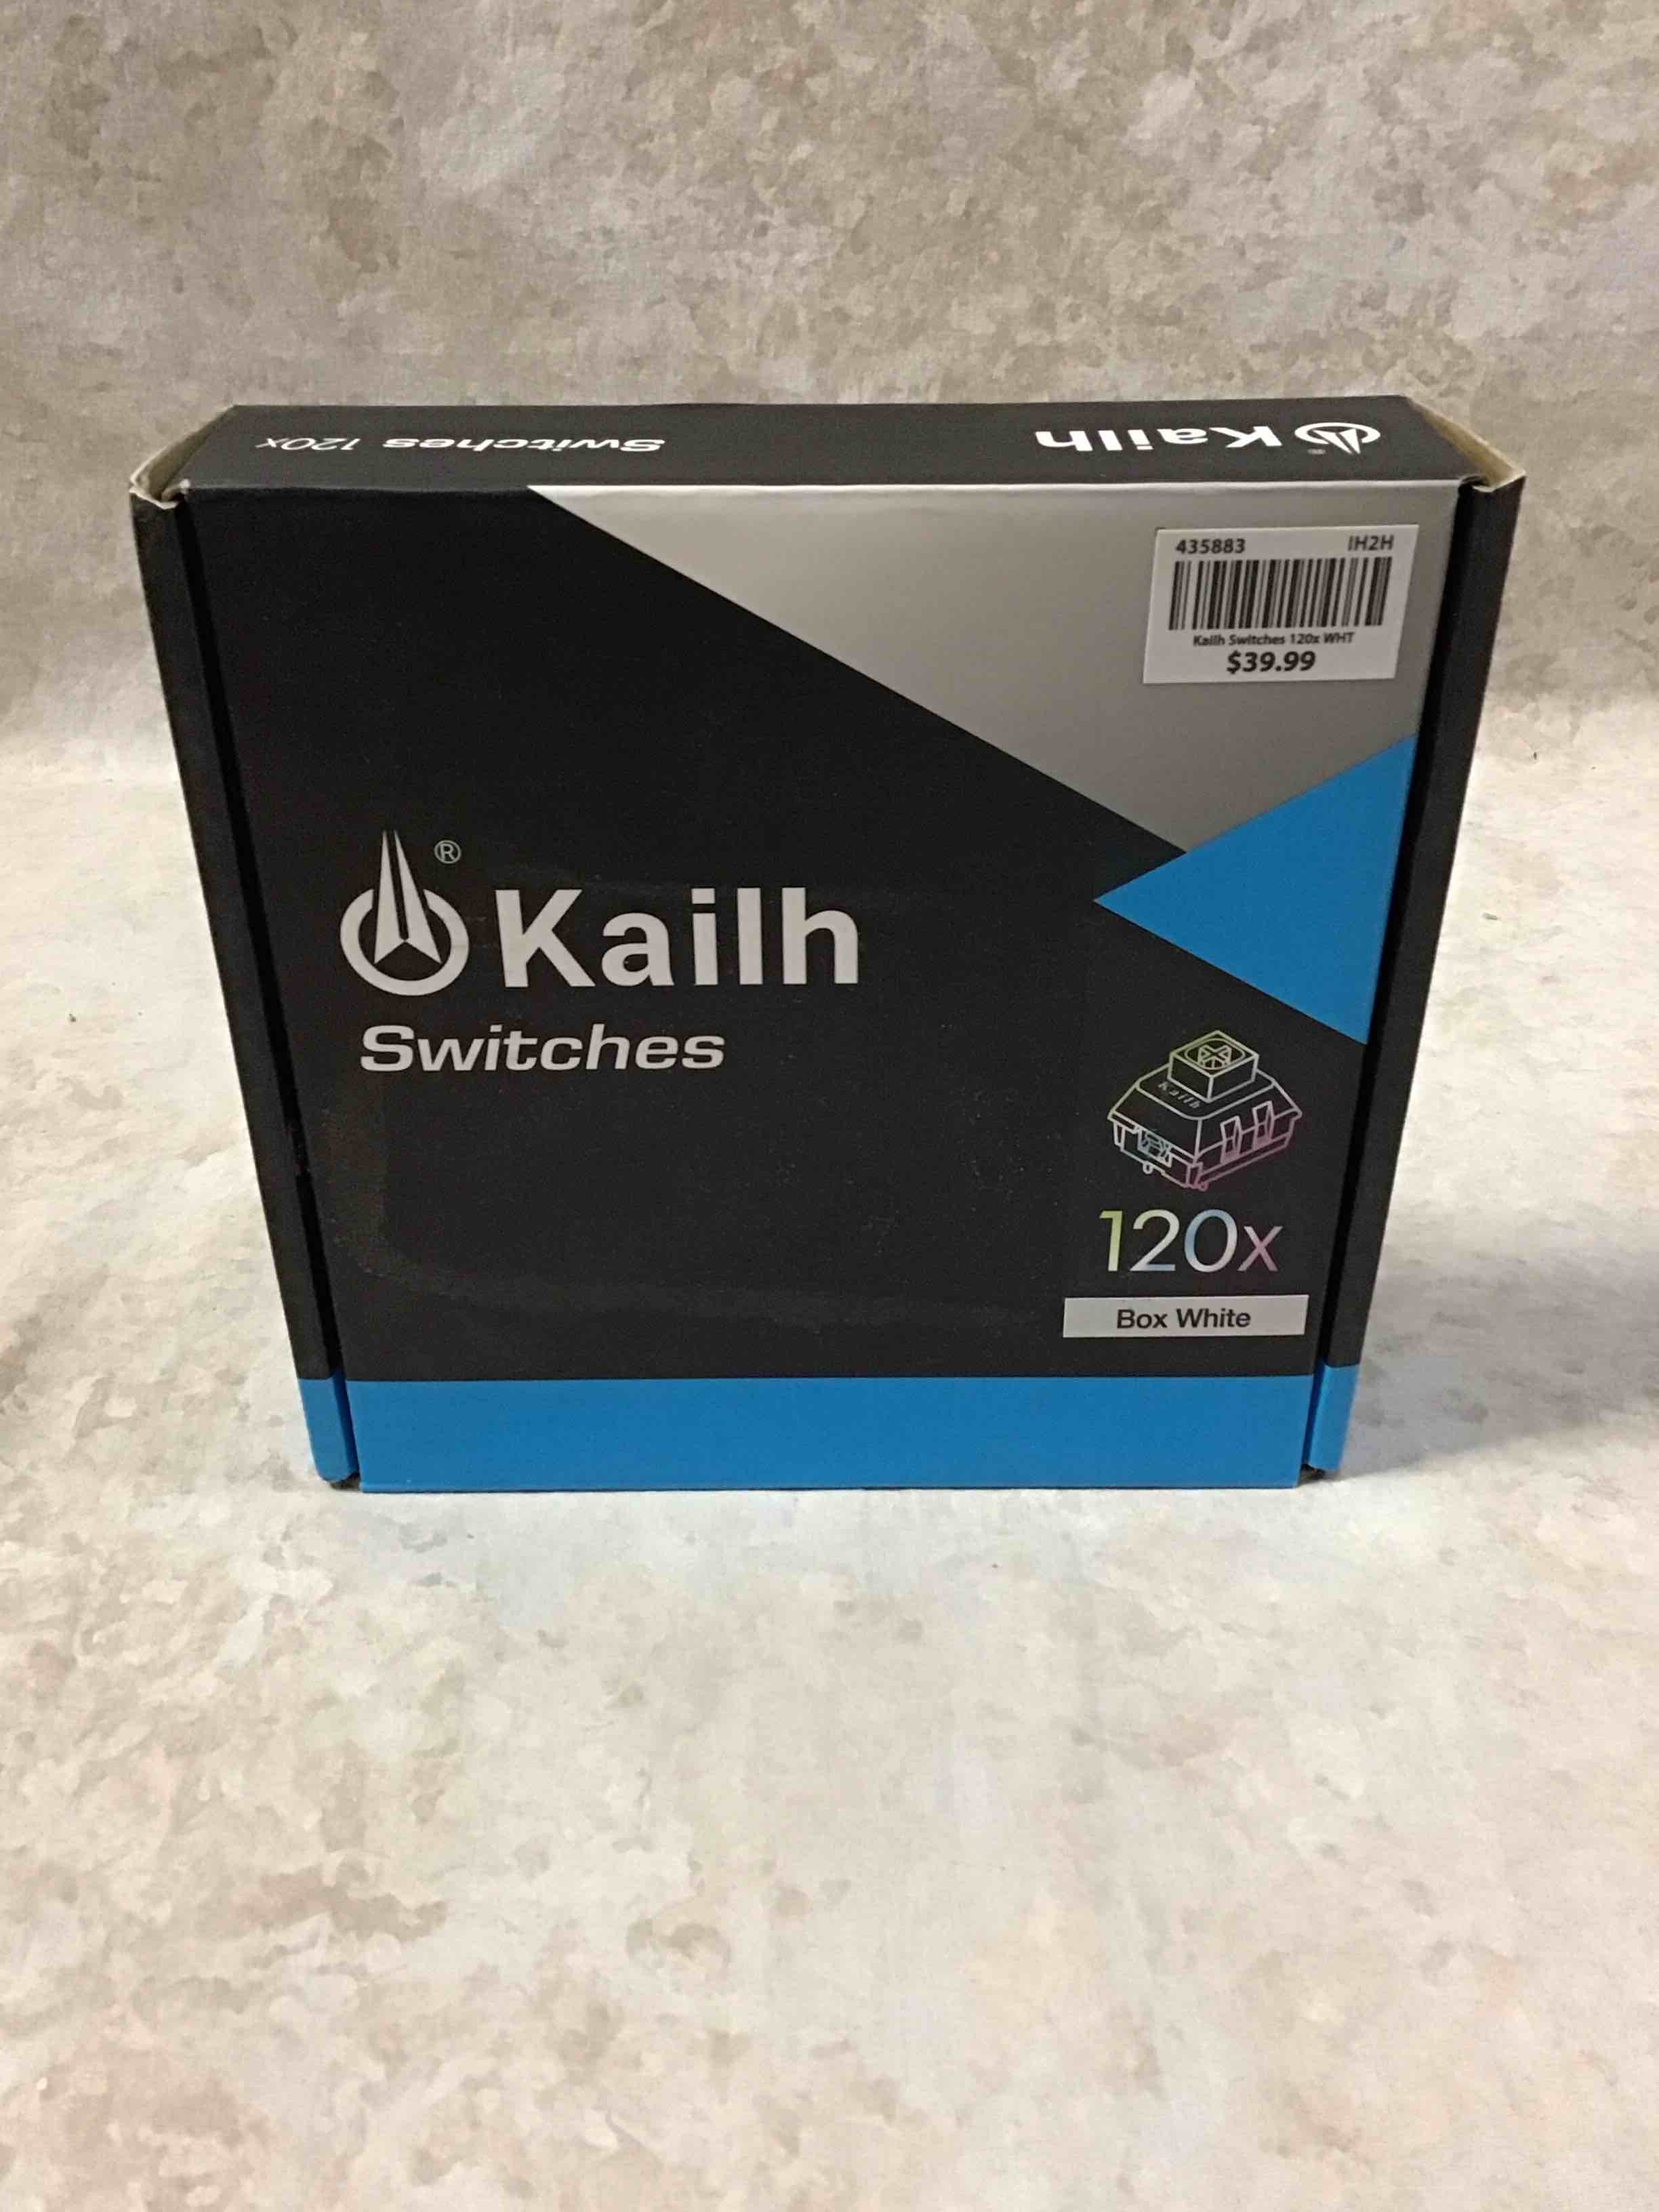 Kailh
Switches 120x
435883 IH2H
Kailh Switches 120x WHT
$39.99
®
Kailh
Switches
Kailh
120x
Box White